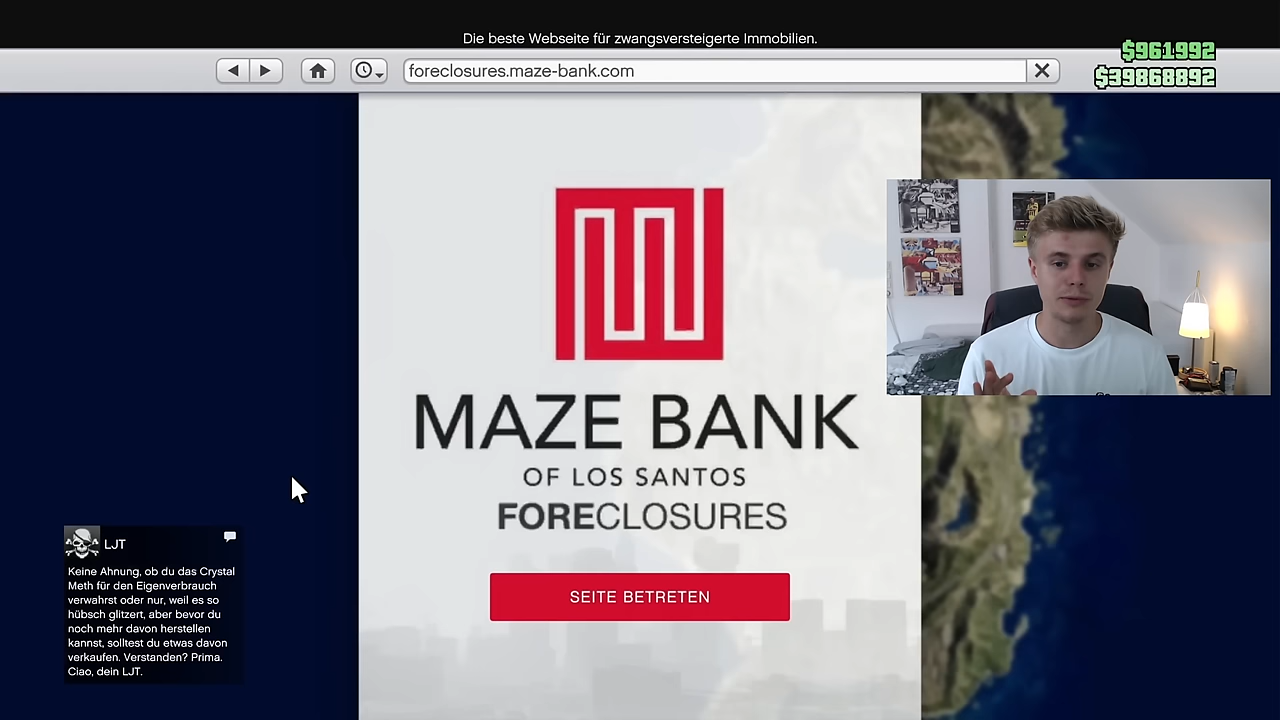 Die beste Webseite für zwangsversteigerte Immobilien.
$961992
foreclosures.maze-bank.com
$39868892
MAZE BANK
OF LOS SANTOS
FORECLOSURES
SEITE BETRETEN
LJT
Keine Ahnung, ob du das Crystal
Meth für den Eigenverbrauch
verwahrst oder nur, weil es so
hübsch glitzert, aber bevor du
noch mehr davon herstellen
kannst, solltest du etwas davon
verkaufen. Verstanden? Prima.
Ciao, dein LJT.